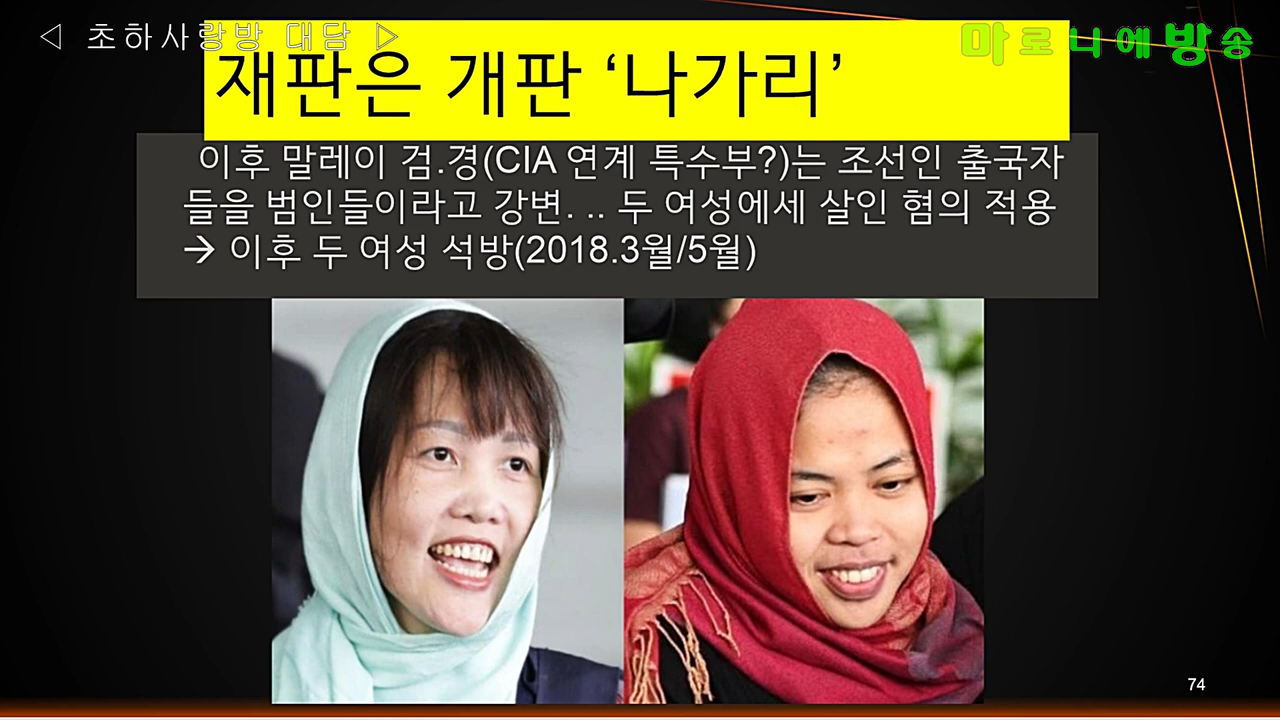 ◁ 초하사랑방 대담 ▷
마로니에방송
재판은 개판 ‘나가리’
이후 말레이 검.경(CIA 연계 특수부?)는 조선인 출국자
들을 범인들이라고 강변. .. 두 여성에세 살인 혐의 적용
→ 이후 두 여성 석방(2018.3월/5월)
74